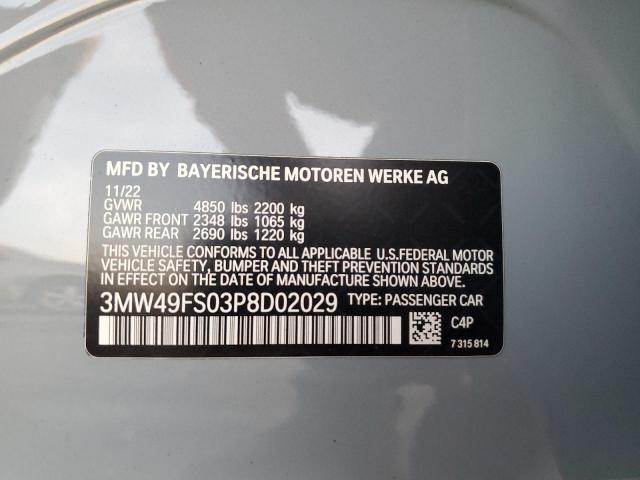 MFD BY BAYERISCHE MOTOREN WERKE AG
11/22
GVWR 4850 lbs 2200 kg
GAWR FRONT 2348 lbs 1065 kg
GAWR REAR 2690 lbs 1220 kg
THIS VEHICLE CONFORMS TO ALL APPLICABLE U.S.FEDERAL MOTOR
VEHICLE SAFETY, BUMPER AND THEFT PREVENTION STANDARDS
IN EFFECT ON THE DATE OF MANUFACTURE SHOWN ABOVE.
3MW49FS03P8D02029 TYPE: PASSENGER CAR
C4P
7 315 814